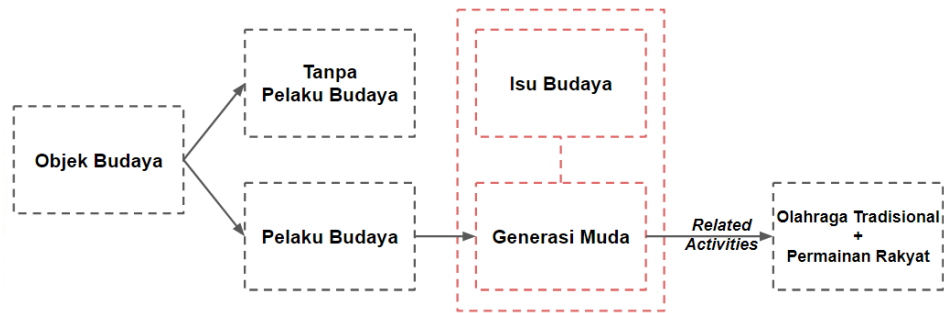 Objek Budaya
Tanpa
Pelaku Budaya
Pelaku Budaya
Isu Budaya
Generasi Muda
Related
Activities
Olahraga Tradisional
+
Permainan Rakyat